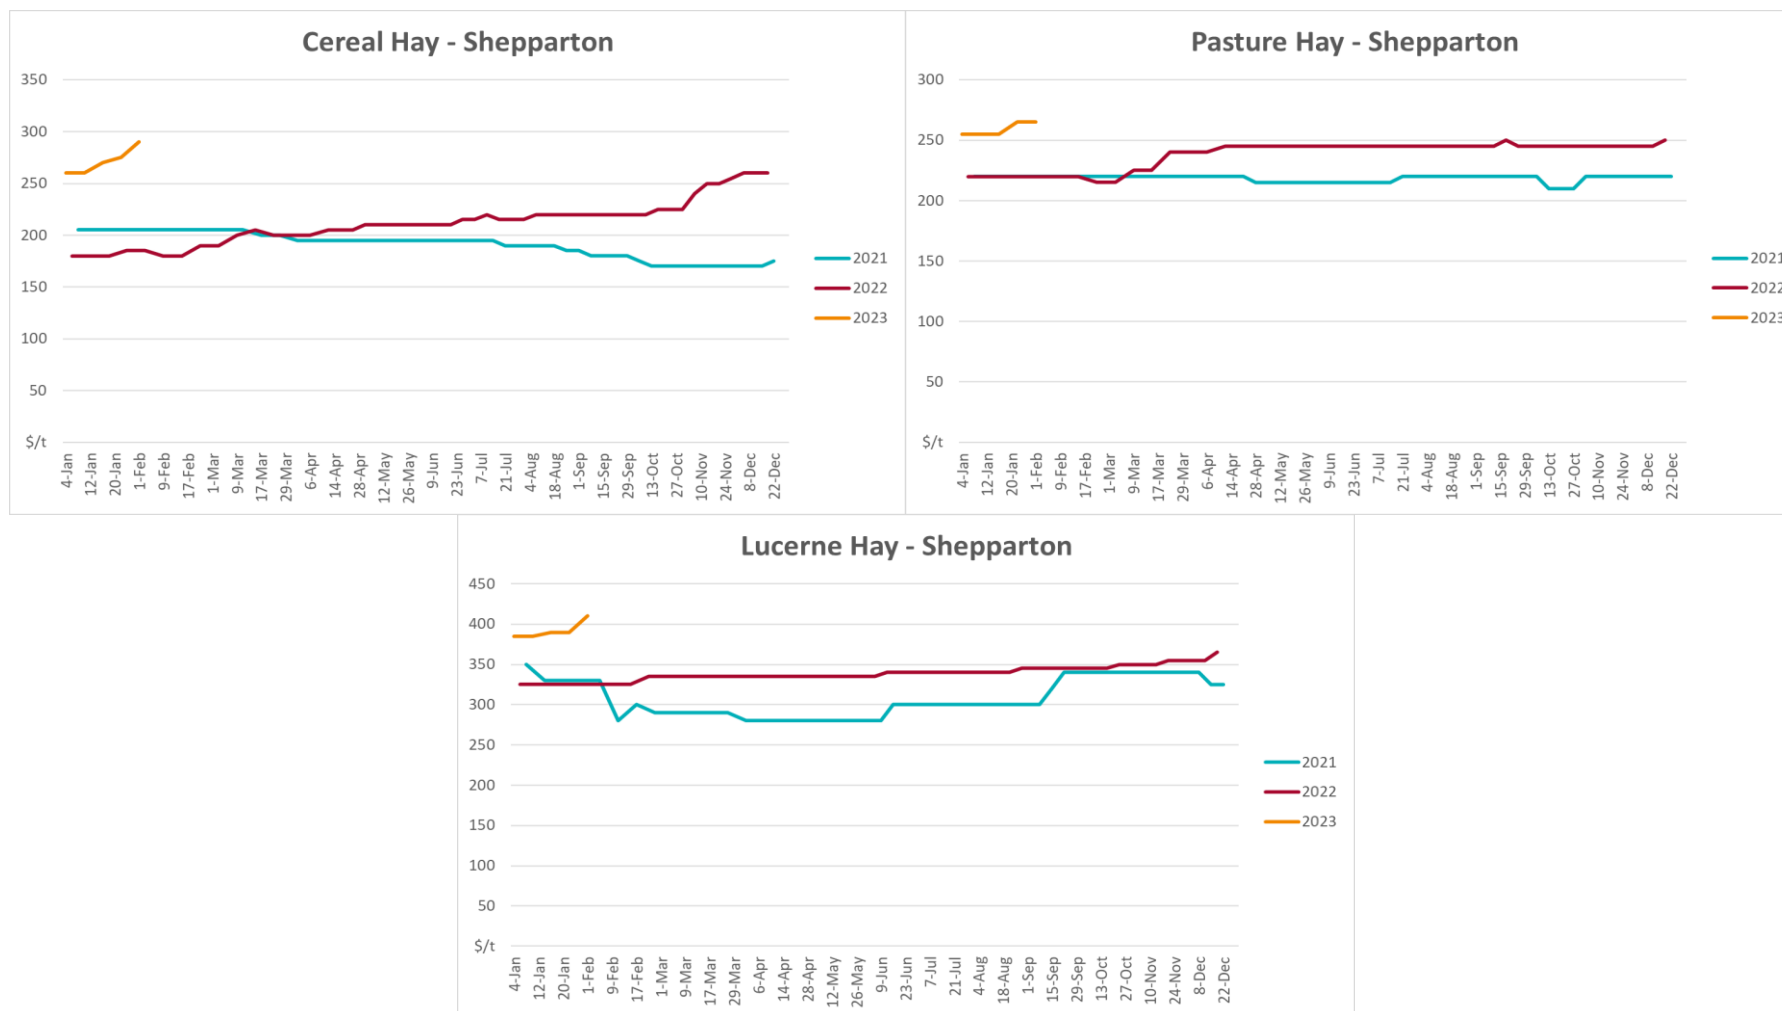 Cereal Hay - Shepparton
350
300
250
200
150
100
50
$/t
4-Jan
12-Jan
20-Jan
1-Feb
9-Feb
17-Feb
1-Mar
9-Mar
17-Mar
29-Mar
6-Apr
14-Apr
28-Apr
12-May
26-May
9-Jun
23-Jun
7-Jul
21-Jul
4-Aug
18-Aug
1-Sep
15-Sep
29-Sep
13-Oct
27-Oct
10-Nov
24-Nov
8-Dec
22-Dec
2021
2022
2023
Pasture Hay - Shepparton
300
250
200
150
100
50
$/t
4-Jan
12-Jan
20-Jan
1-Feb
9-Feb
17-Feb
1-Mar
9-Mar
17-Mar
29-Mar
6-Apr
14-Apr
28-Apr
12-May
26-May
9-Jun
23-Jun
7-Jul
21-Jul
4-Aug
18-Aug
1-Sep
15-Sep
29-Sep
13-Oct
27-Oct
10-Nov
24-Nov
8-Dec
22-Dec
2021
2022
2023
Lucerne Hay - Shepparton
450
400
350
300
250
200
150
100
50
$/t
4-Jan
12-Jan
20-Jan
1-Feb
9-Feb
17-Feb
1-Mar
9-Mar
17-Mar
29-Mar
6-Apr
14-Apr
28-Apr
12-May
26-May
9-Jun
23-Jun
7-Jul
21-Jul
4-Aug
18-Aug
1-Sep
15-Sep
29-Sep
13-Oct
27-Oct
10-Nov
24-Nov
8-Dec
22-Dec
2021
2022
2023